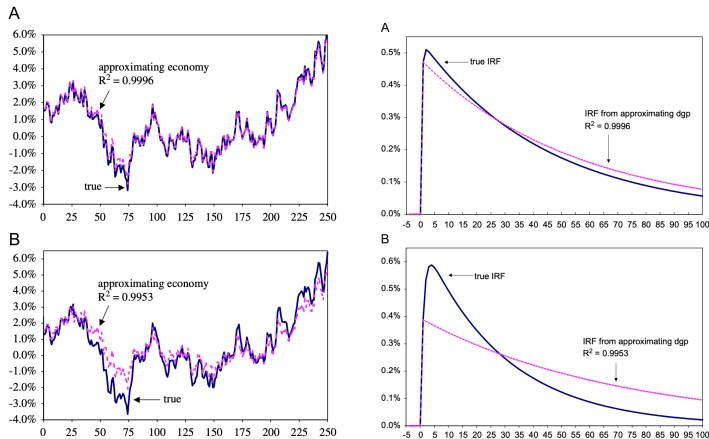 A
6.0%
5.0%
4.0%
3.0%
2.0%
1.0%
0.0%
-1.0%
-2.0%
-3.0%
-4.0%
approximating economy
R² = 0.9996
true
0 25 50 75 100 125 150 175 200 225 250
B
6.0%
5.0%
4.0%
3.0%
2.0%
1.0%
0.0%
-1.0%
-2.0%
-3.0%
-4.0%
approximating economy
R² = 0.9953
true
0 25 50 75 100 125 150 175 200 225 250
A
0.5%
0.4%
0.3%
0.2%
0.1%
0.0%
true IRF
IRF from approximating dgp
R² = 0.9996
-5 0 5 10 15 20 25 30 35 40 45 50 55 60 65 70 75 80 85 90 95 100
B
0.6%
0.5%
0.4%
0.3%
0.2%
0.1%
0.0%
true IRF
IRF from approximating dgp
R² = 0.9953
-5 0 5 10 15 20 25 30 35 40 45 50 55 60 65 70 75 80 85 90 95 100